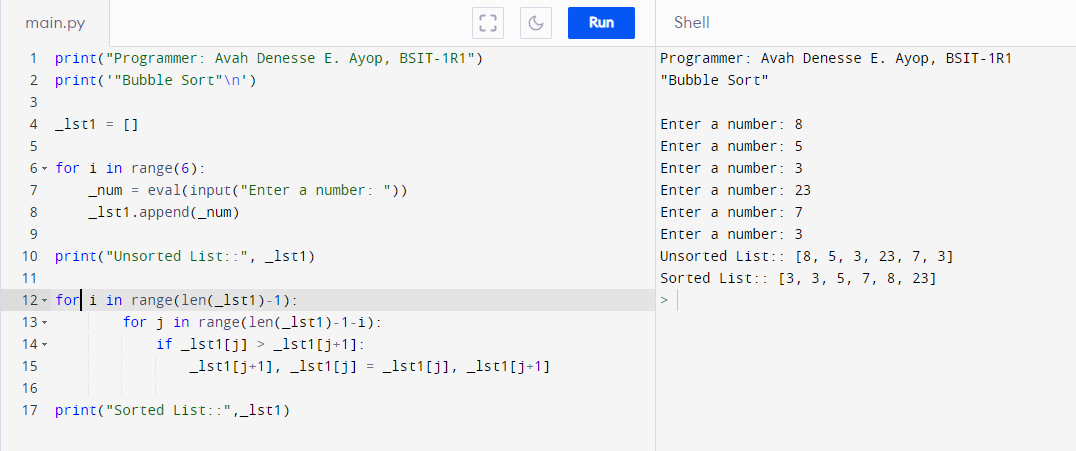 main.py
Run
Shell
1 print("Programmer: Avah Denesse E. Ayop, BSIT-1R1")
2 print('"Bubble Sort"\n')
3
4 _lst1 = []
5
6 for i in range(6):
7     _num = eval(input("Enter a number: "))
8     _lst1.append(_num)
9
10 print("Unsorted List::", _lst1)
11
12 for i in range(len(_lst1)-1):
13         for j in range(len(_lst1)-1-i):
14             if _lst1[j] > _lst1[j+1]:
15                 _lst1[j+1], _lst1[j] = _lst1[j], _lst1[j+1]
16
17 print("Sorted List::",_lst1)
Programmer: Avah Denesse E. Ayop, BSIT-1R1
"Bubble Sort"

Enter a number: 8
Enter a number: 5
Enter a number: 3
Enter a number: 23
Enter a number: 7
Enter a number: 3
Unsorted List:: [8, 5, 3, 23, 7, 3]
Sorted List:: [3, 3, 5, 7, 8, 23]
>